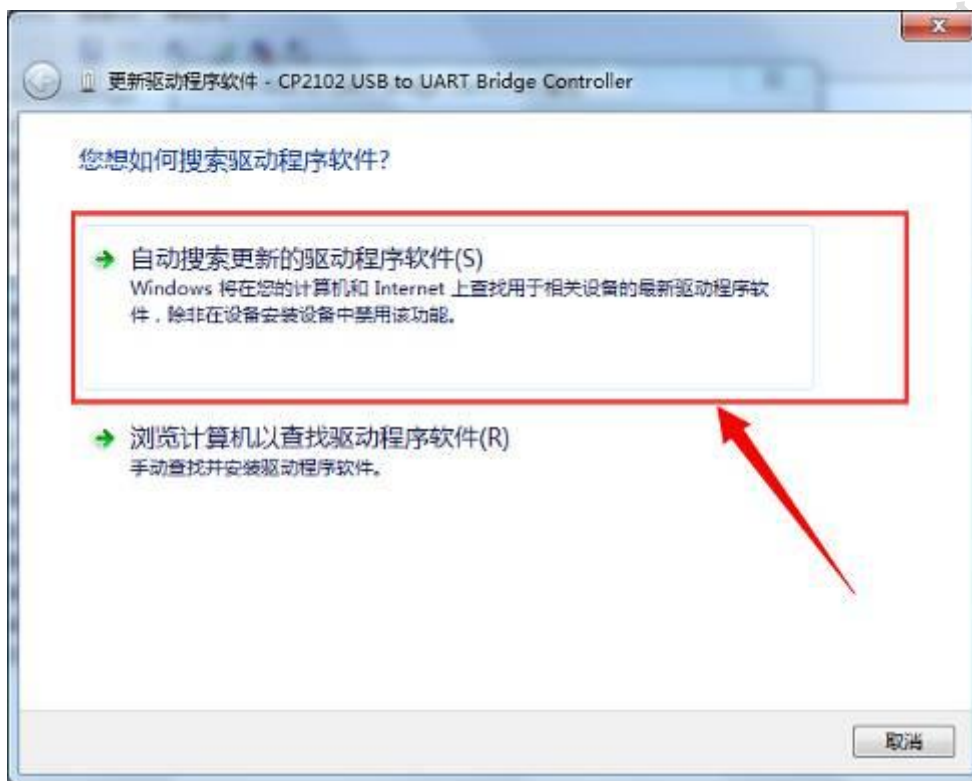 更新驱动程序软件 - CP2102 USB to UART Bridge Controller
您想如何搜索驱动程序软件?
自动搜索更新的驱动程序软件(S)
Windows 将在您的计算机和 Internet 上查找用于相关设备的最新驱动程序软
件，除非在设备安装设备中禁用该功能。
浏览计算机以查找驱动程序软件(R)
手动查找并安装驱动程序软件。
取消